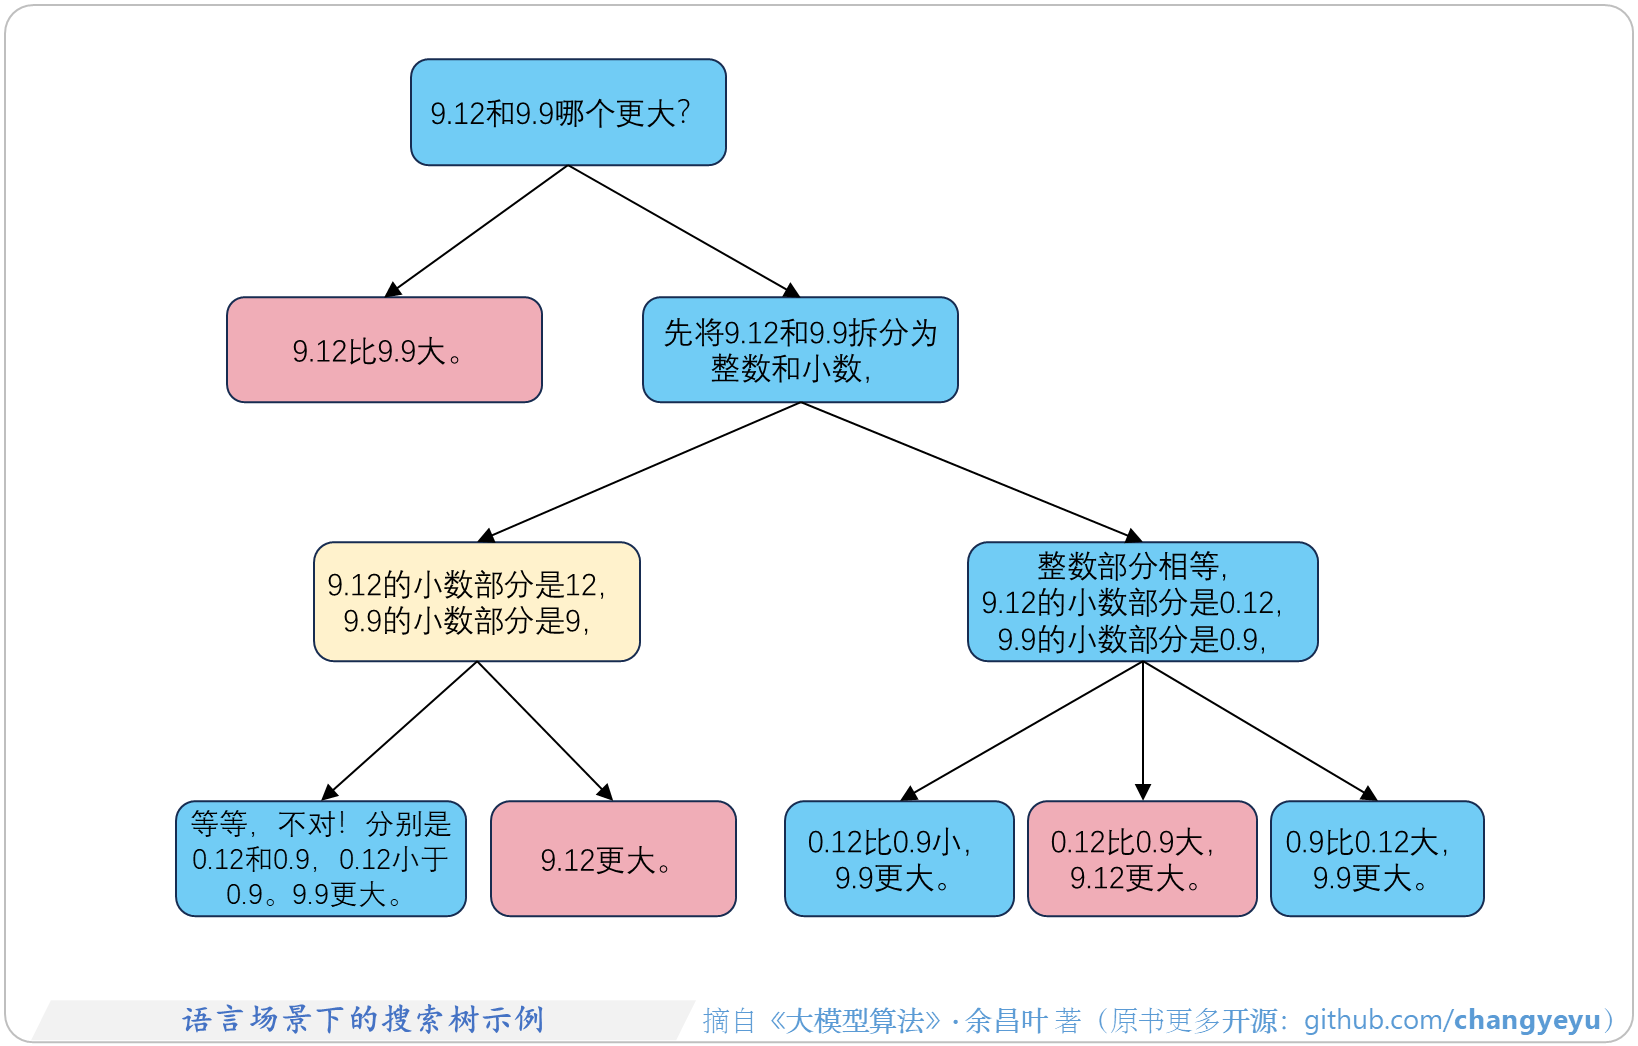 9.12和9.9哪个更大?
9.12比9.9大。
先将9.12和9.9拆分为
整数和小数,
9.12的小数部分是12,
9.9的小数部分是9,
整数部分相等,
9.12的小数部分是0.12,
9.9的小数部分是0.9,
等等，不对！分别是
0.12和0.9，0.12小于
0.9。9.9更大。
9.12更大。
0.12比0.9小,
9.9更大。
0.12比0.9大,
9.12更大。
0.9比0.12大,
9.9更大。
语言场景下的搜索树示例
摘自《大模型算法》·余昌叶 著（原书更多开源：github.com/changyeyu）